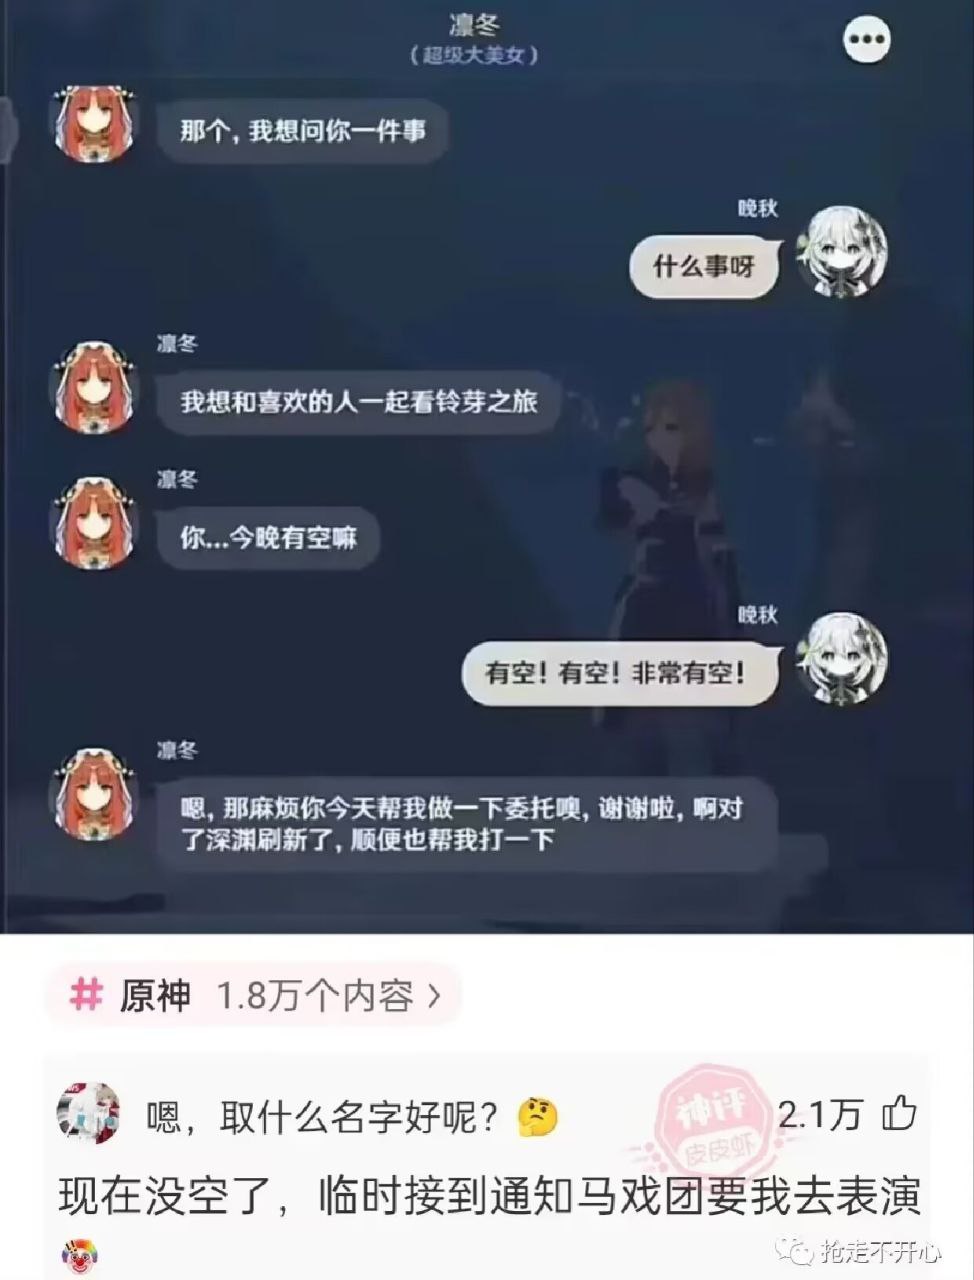 凛冬
（超级大美女）
那个，我想问你一件事
晚秋
什么事呀
凛冬
我想和喜欢的人一起看铃芽之旅
凛冬
你...今晚有空嘛
晚秋
有空！有空！非常有空！
凛冬
嗯，那麻烦你今天帮我做一下委托噢，谢谢啦，啊对
了深渊刷新了，顺便也帮我打一下
# 原神 1.8万个内容 >
嗯，取什么名字好呢？🤔
神评
皮皮虾
2.1万
现在没空了，临时接到通知马戏团要我去表演
🤡
抢走不开心